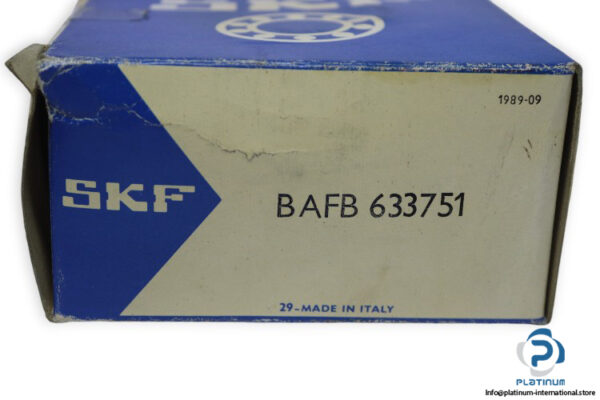 SKF
1989-09
SKF
BAFB 633751
29-MADE IN ITALY
PLATINUM
Info@platinum-international.store